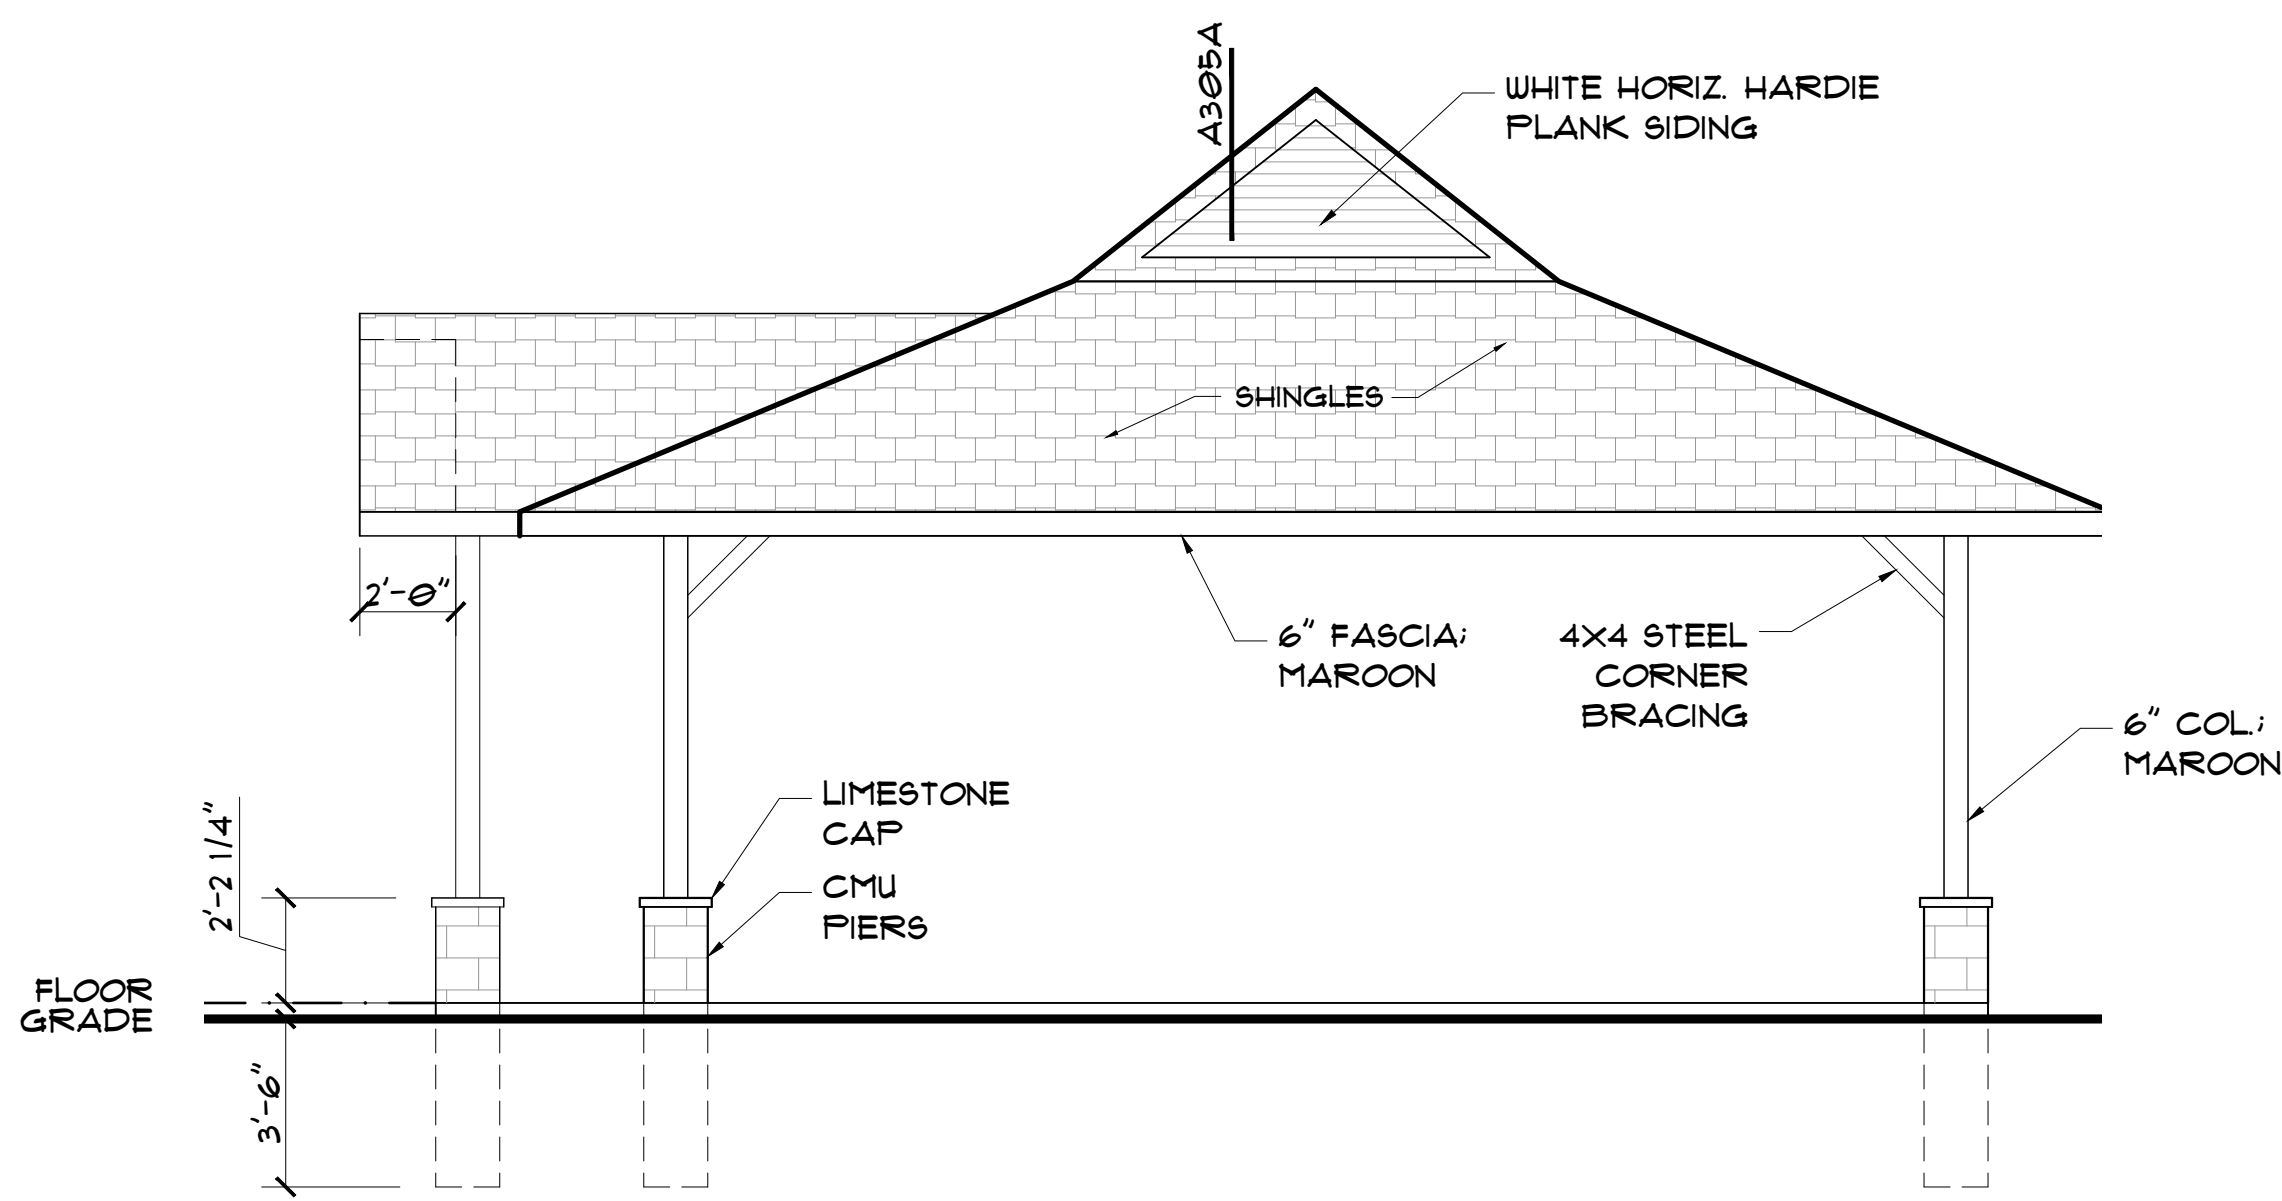 A305A
WHITE HORIZ. HARDIE
PLANK SIDING
SHINGLES
2'-0"
6" FASCIA;
MAROON
4X4 STEEL
CORNER
BRACING
6" COL.;
MAROON
LIMESTONE
CAP
CMU
PIERS
2'-2 1/4"
FLOOR
GRADE
3'-6"